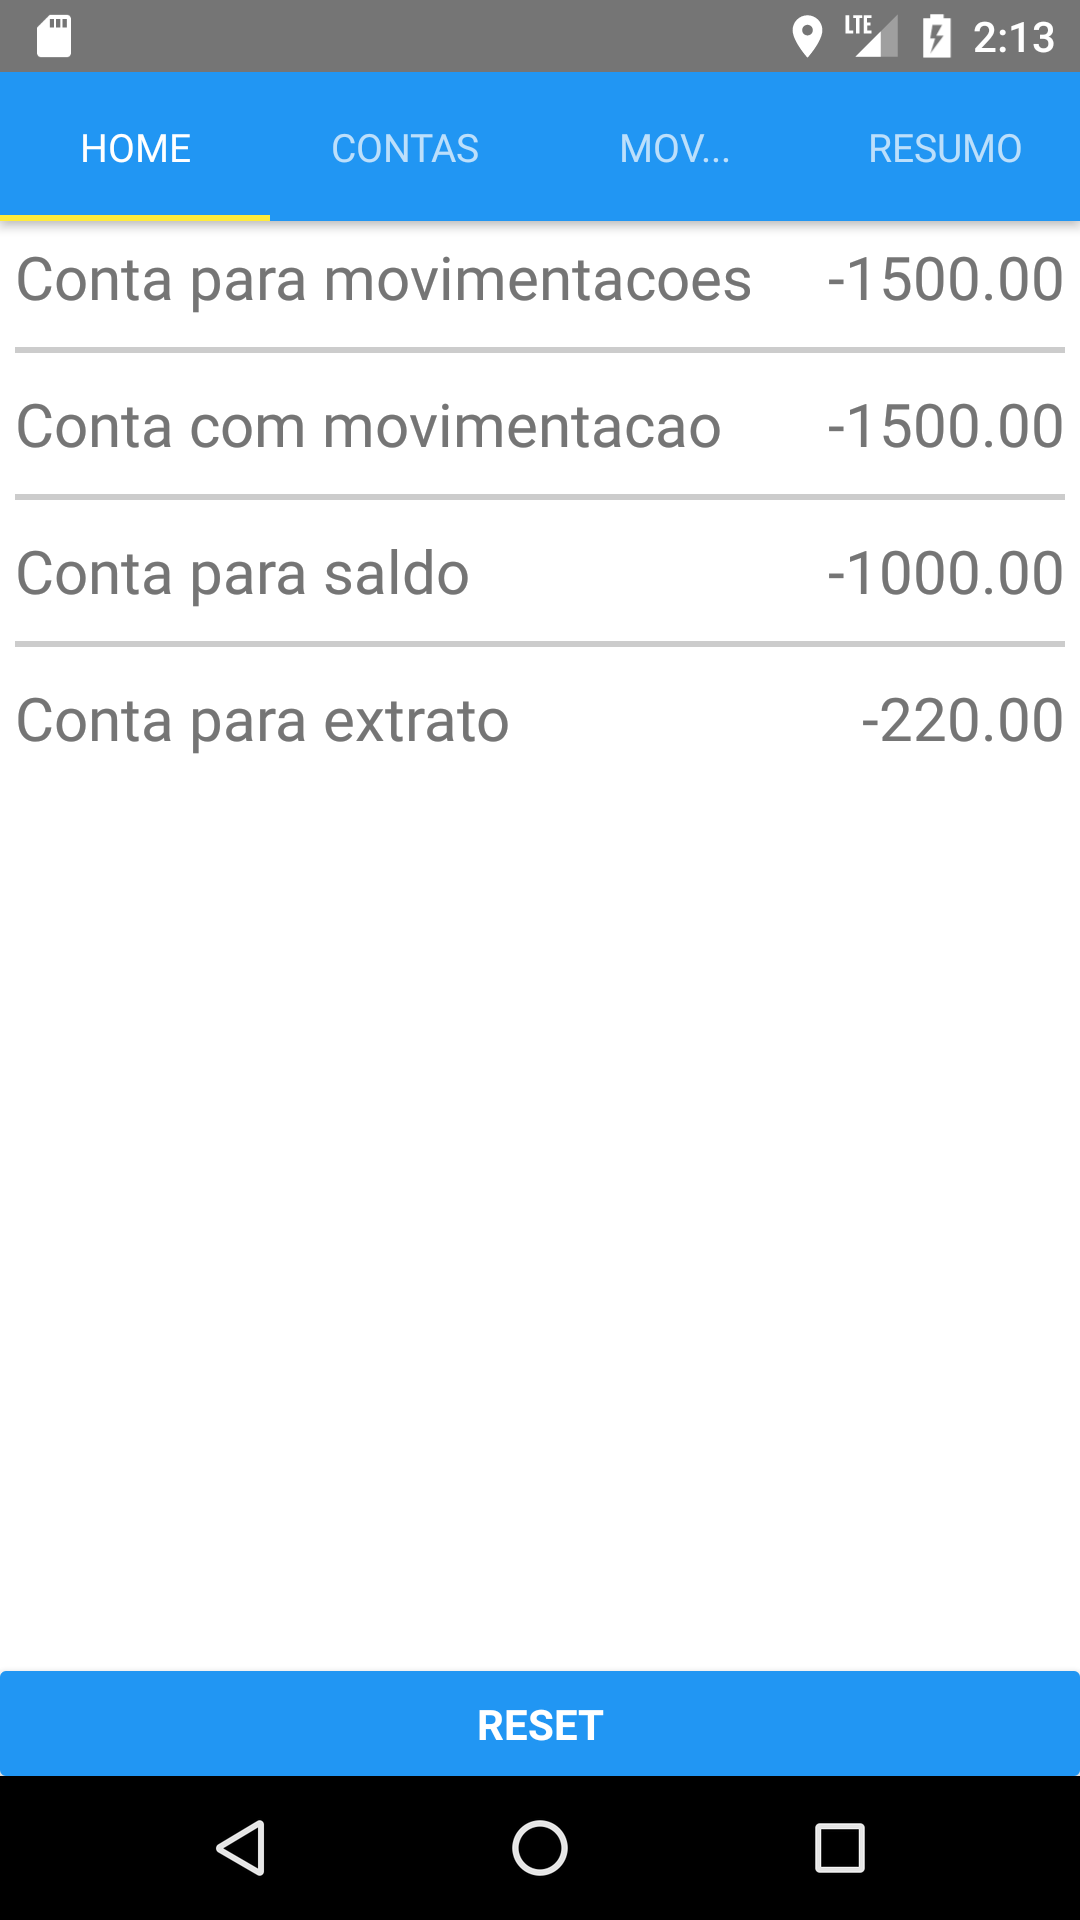 LTE 2:13
HOME CONTAS MOV... RESUMO
Conta para movimentacoes -1500.00
Conta com movimentacao -1500.00
Conta para saldo -1000.00
Conta para extrato -220.00
RESET